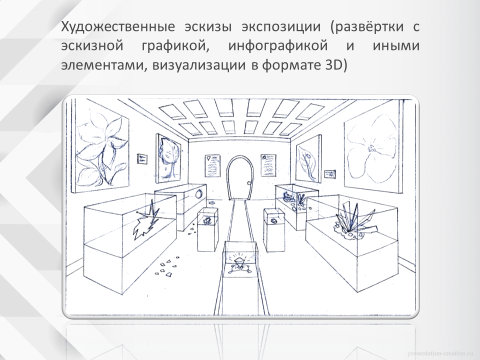 Художественные эскизы экспозиции (развёртки с
эскизной графикой, инфографикой и иными
элементами, визуализации в формате 3D)